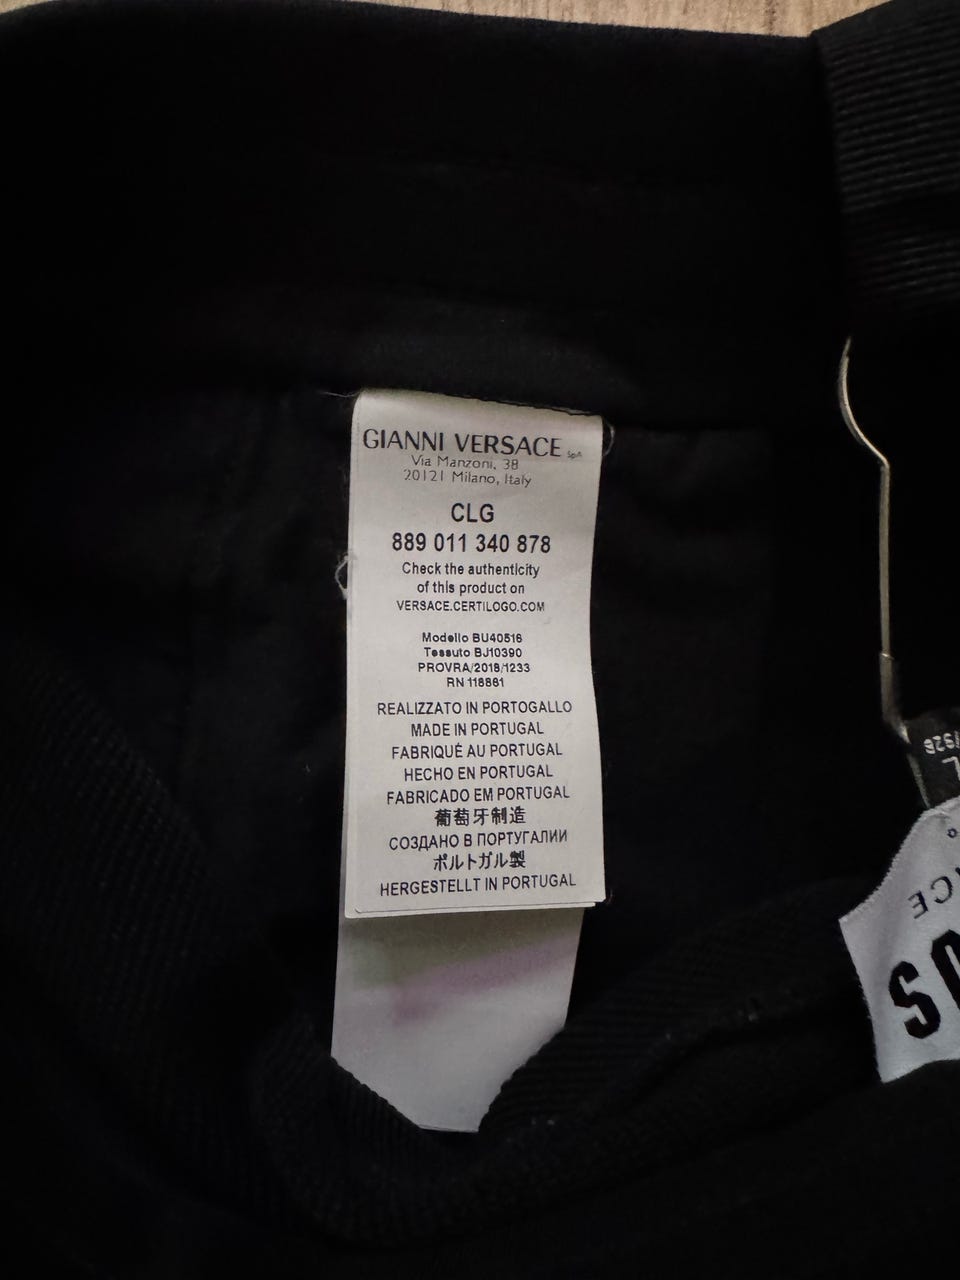 GIANNI VERSACE SpA
Via Manzoni, 38
20121 Milano, Italy
CLG
889 011 340 878
Check the authenticity
of this product on
VERSACE.CERTILOGO.COM
Modello BU40516
Tessuto BJ10390
PROVRA/2018/1233
RN 118861
REALIZZATO IN PORTOGALLO
MADE IN PORTUGAL
FABRIQUÉ AU PORTUGAL
HECHO EN PORTUGAL
FABRICADO EM PORTUGAL
葡萄牙制造
СОЗДАНО В ПОРТУГАЛИИ
ポルトガル製
HERGESTELLT IN PORTUGAL